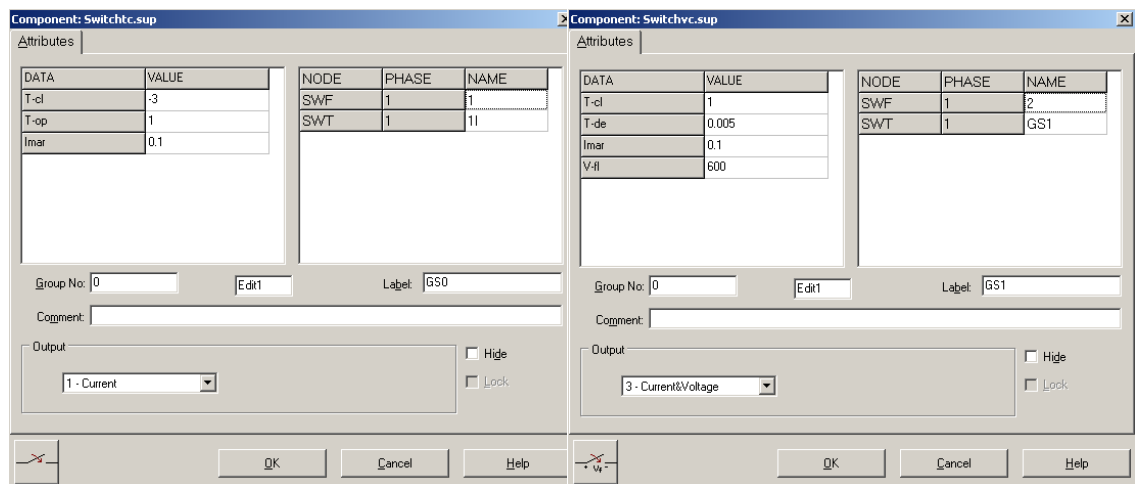 Component: Switchtc.sup
Attributes
DATA VALUE
T-cl -3
T-op 1
Imar 0.1
NODE PHASE NAME
SWF 1 1
SWT 1 1I
Group No: 0
Edit1
Label: GS0
Comment:
Output
1 - Current
Hide
Lock
OK Cancel Help
Component: Switchvc.sup
Attributes
DATA VALUE
T-cl 1
T-de 0.005
Imar 0.1
V-fl 600
NODE PHASE NAME
SWF 1 2
SWT 1 GS1
Group No: 0
Edit1
Label: GS1
Comment:
Output
3 - Current&Voltage
Hide
Lock
Vf
OK Cancel Help